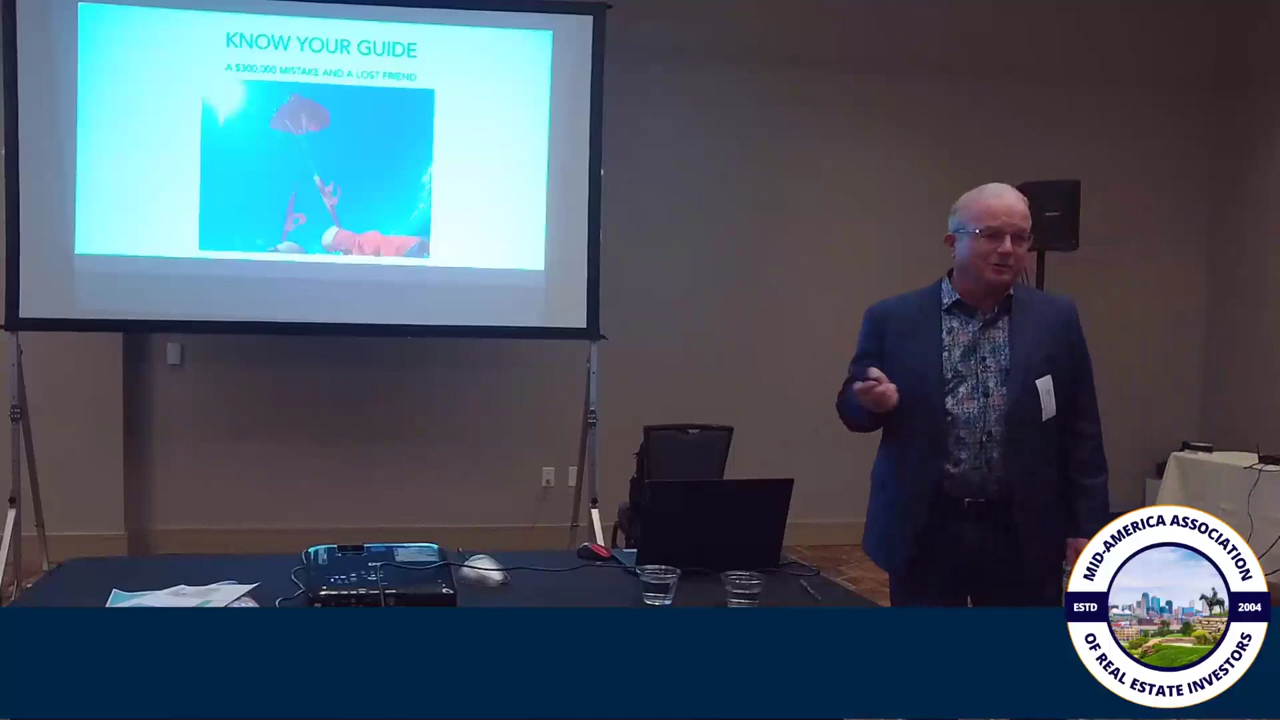 KNOW YOUR GUIDE
A $300,000 MISTAKE AND A LOST FRIEND
MID-AMERICA ASSOCIATION
ESTD 2004
OF REAL ESTATE INVESTORS